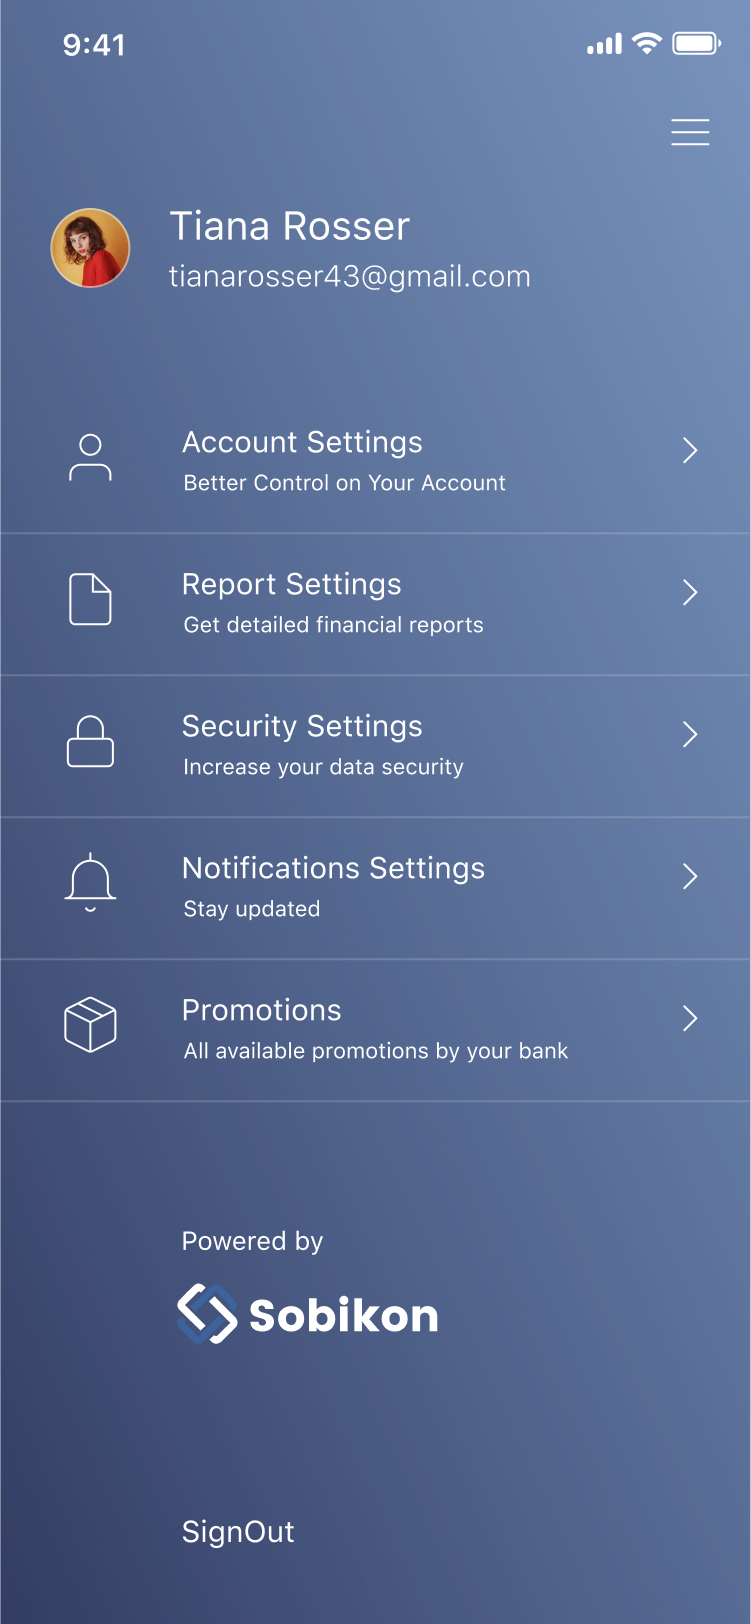 9:41
Tiana Rosser
tianarosser43@gmail.com
Account Settings
Better Control on Your Account
Report Settings
Get detailed financial reports
Security Settings
Increase your data security
Notifications Settings
Stay updated
Promotions
All available promotions by your bank
Powered by
Sobikon
SignOut